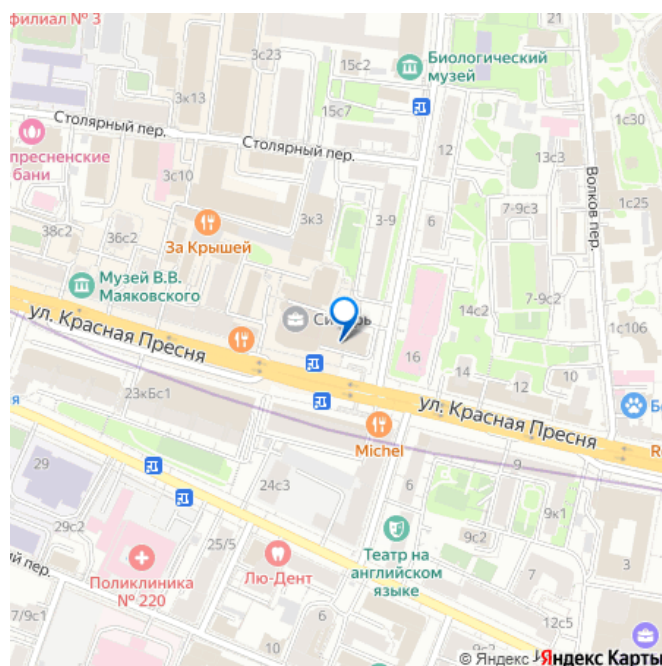 филиал № 3
3с23
15с2
Биологический
музей
3к13
15с7
1с30
Столярный пер.
Столярный пер.
12
13с3
пресненские
бани
3с10
Волков пер.
1с25
38с2
36с2
За Крышей
3к3
3-9
6
7-9с3
Музей В.В.
Маяковского
7-9с2
14с2
1с106
ул. Красная Пресня
16
14
12
10
23кБс1
ул. Красная Пресня
Michel
29
24с3
6
9
9к1
29с2
25/5
9с2
3
Театр на
английском
языке
Поликлиника
№ 220
Лю-Дент
пер.
7/9с1
10
6
12с5
9с2
© Яндекс
Яндекс Карты